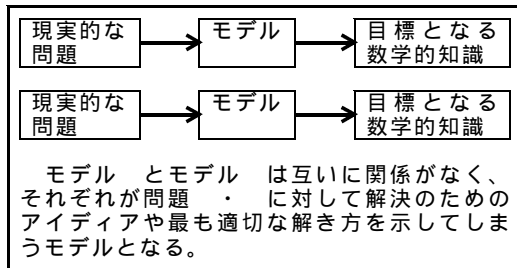 現実的な 問題
モデル
目標となる 数学的知識
現実的な 問題
モデル
目標となる 数学的知識
モデル　とモデル　は互いに関係がなく、
それぞれが問題　・　に対して解決のための
アイディアや最も適切な解き方を示してしま
うモデルとなる。